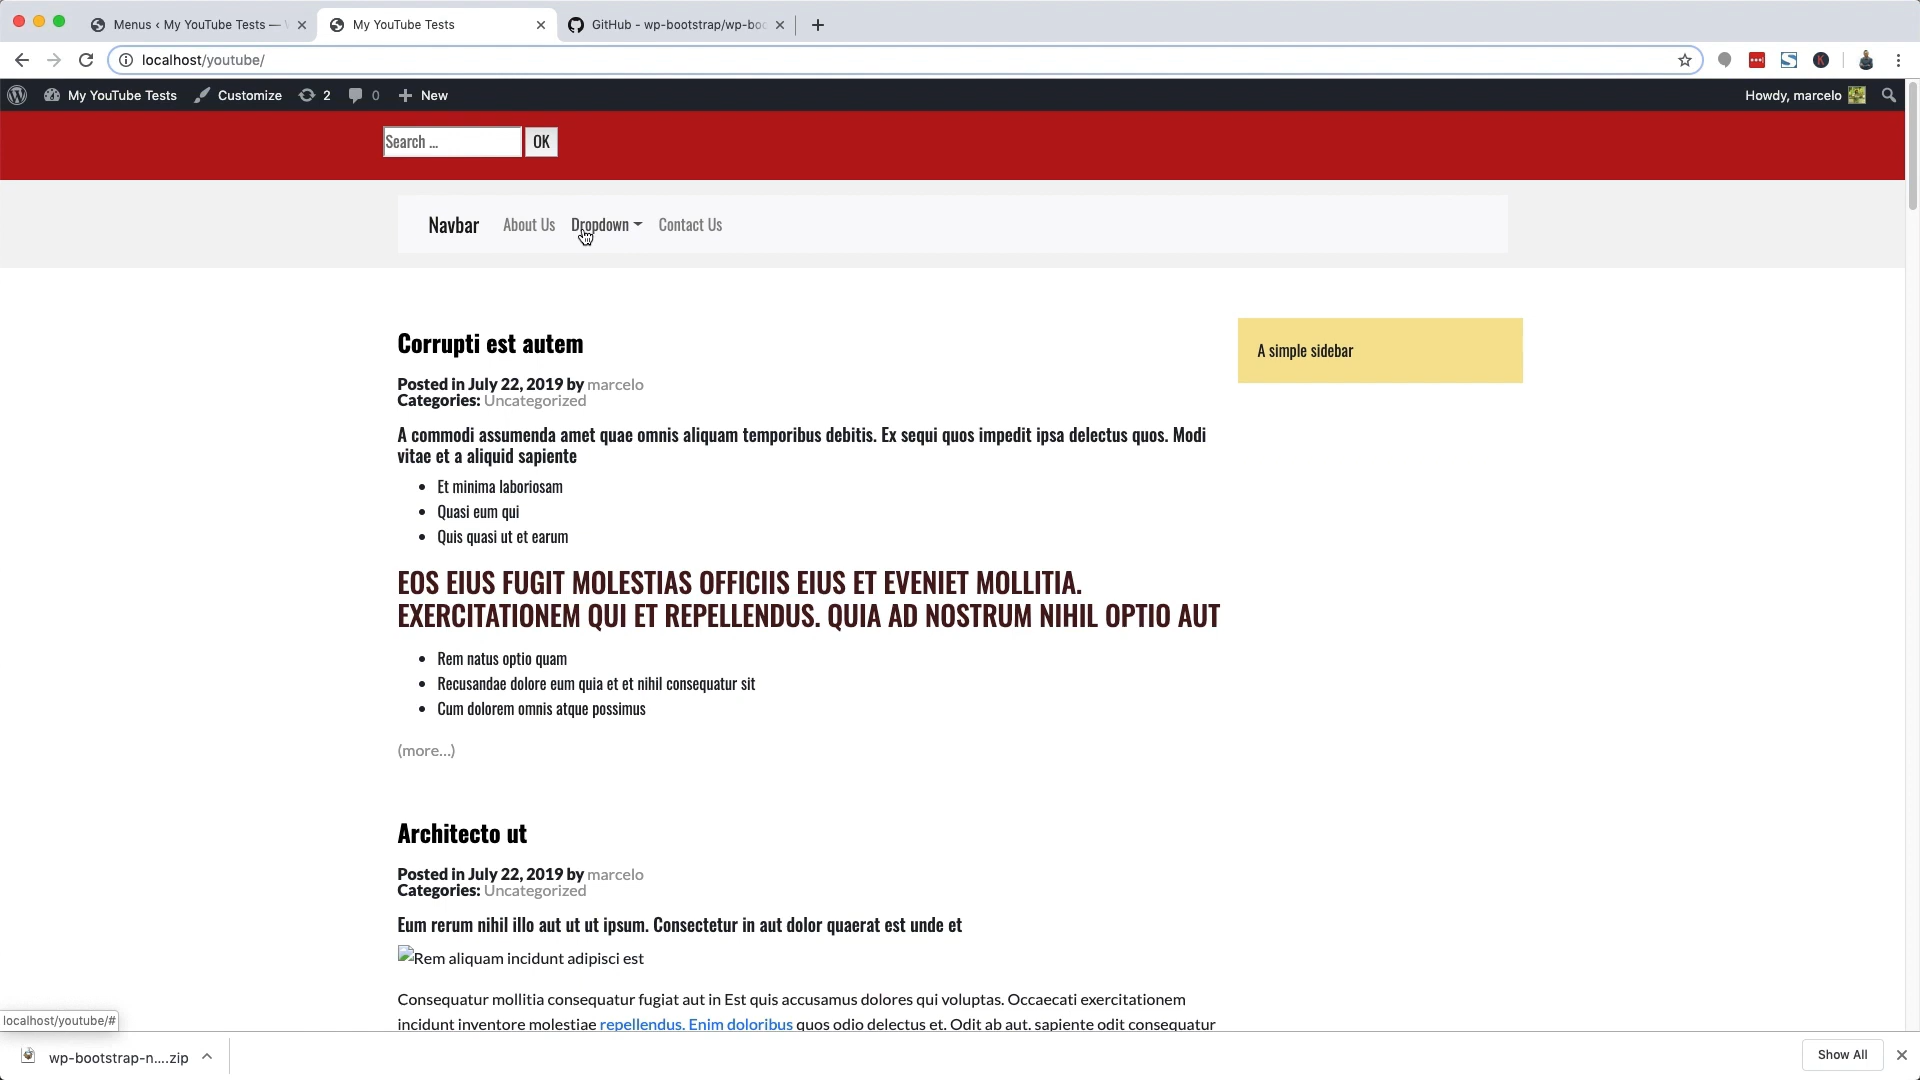 Menus ‹ My YouTube Tests —
My YouTube Tests
GitHub - wp-bootstrap/wp-boo
localhost/youtube/
My YouTube Tests
Customize
2
0
New
Howdy, marcelo
Search …
OK
Navbar
About Us
Dropdown
Contact Us
Corrupti est autem
A simple sidebar
Posted in July 22, 2019 by marcelo
Categories: Uncategorized
A commodi assumenda amet quae omnis aliquam temporibus debitis. Ex sequi quos impedit ipsa delectus quos. Modi
vitae et a aliquid sapiente
Et minima laboriosam
Quasi eum qui
Quis quasi ut et earum
EOS EIUS FUGIT MOLESTIAS OFFICIIS EIUS ET EVENIET MOLLITIA.
EXERCITATIONEM QUI ET REPELLENDUS. QUIA AD NOSTRUM NIHIL OPTIO AUT
Rem natus optio quam
Recusandae dolore eum quia et et nihil consequatur sit
Cum dolorem omnis atque possimus
(more…)
Architecto ut
Posted in July 22, 2019 by marcelo
Categories: Uncategorized
Eum rerum nihil illo aut ut ut ipsum. Consectetur in aut dolor quaerat est unde et
Rem aliquam incidunt adipisci est
Consequatur mollitia consequatur fugiat aut in Est quis accusamus dolores qui voluptas. Occaecati exercitationem
incidunt inventore molestiae repellendus. Enim doloribus quos odio delectus et. Odit ab aut. sapiente odit consequatur
localhost/youtube/#
wp-bootstrap-n....zip
Show All